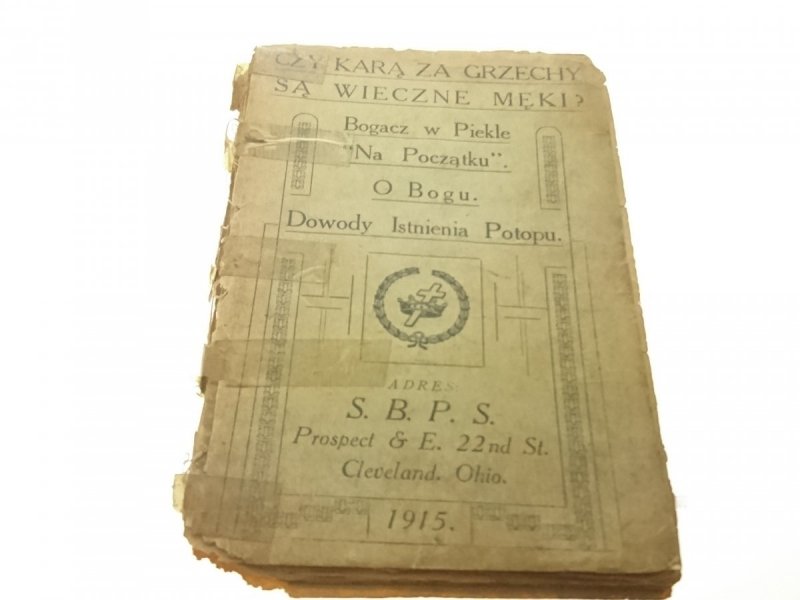 CZY KARĄ ZA GRZECHY
SĄ WIECZNE MĘKI?
Bogacz w Piekle
"Na Początku".
O Bogu.
Dowody Istnienia Potopu.
ADRES:
S. B. P. S.
Prospect & E. 22nd St.
Cleveland. Ohio.
1915.